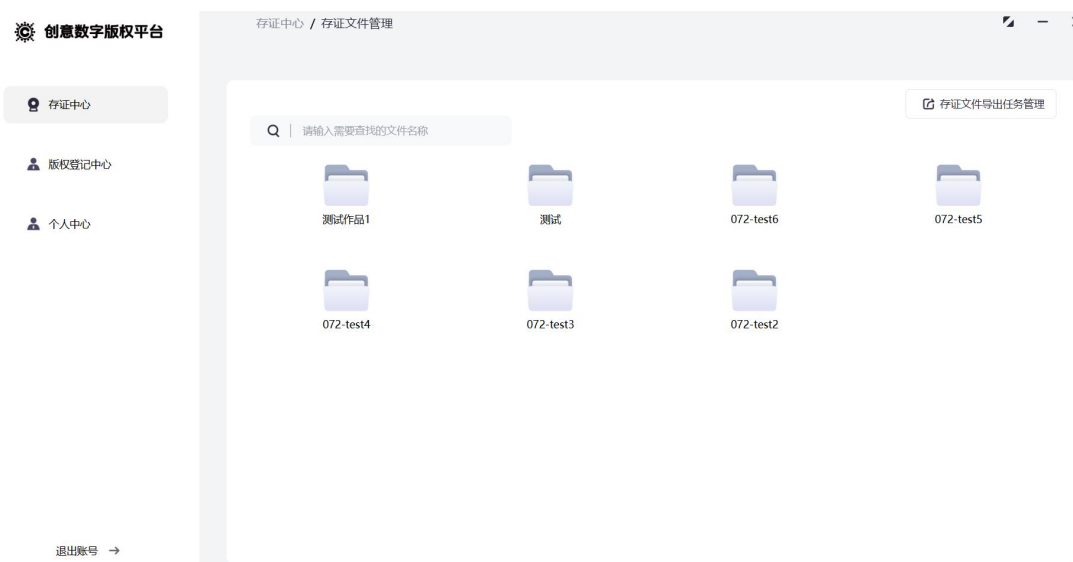 创意数字版权平台
存证中心 / 存证文件管理
存证中心
版权登记中心
个人中心
退出账号 →
存证文件导出任务管理
请输入需要查找的文件名称
测试作品1
测试
072-test6
072-test5
072-test4
072-test3
072-test2